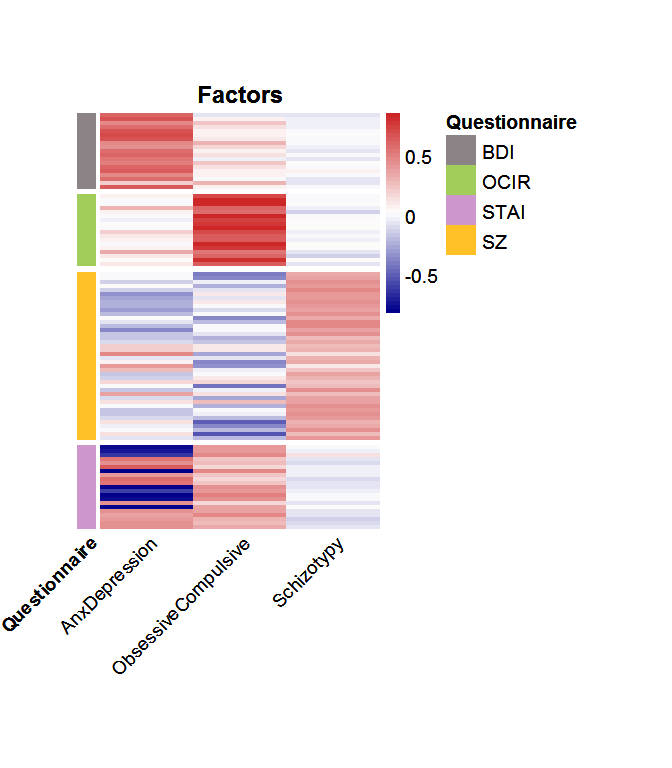 Factors
Questionnaire
BDI
OCIR
STAI
SZ
0.5
0
-0.5
Questionnaire
AnxDepression
ObsessiveCompulsive
Schizotypy